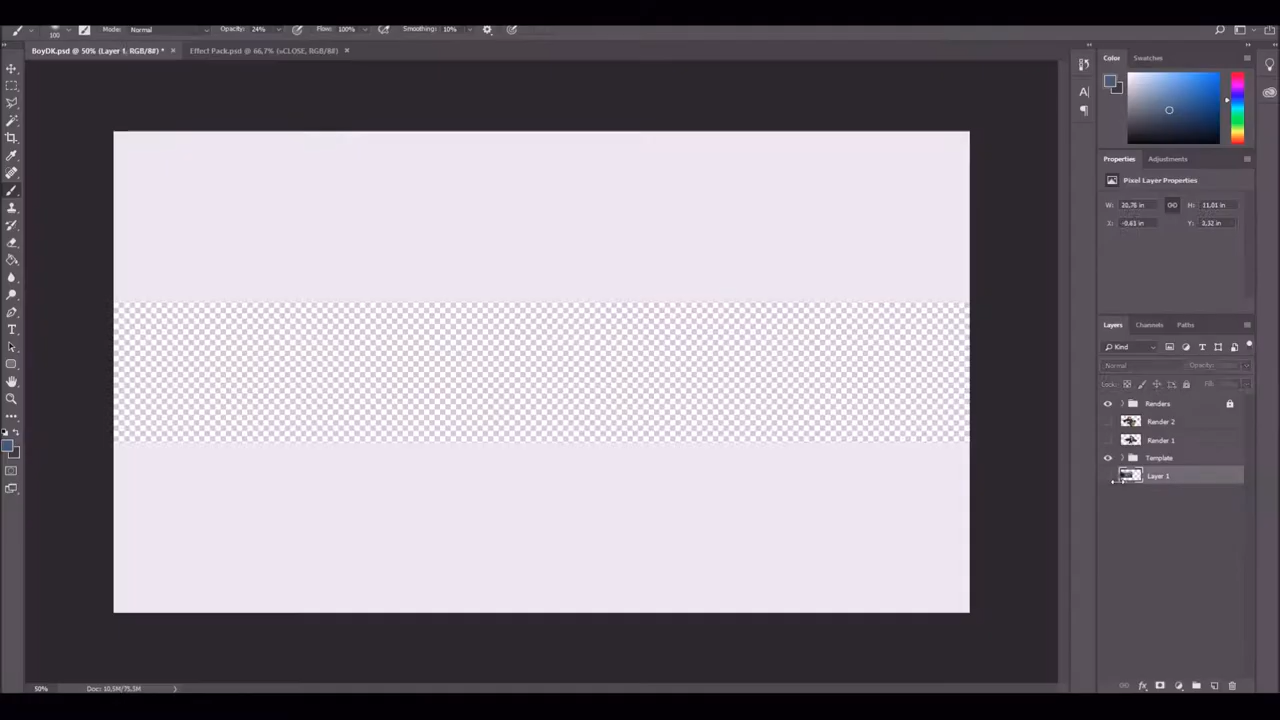 100 Mode: Normal Opacity: 24% Flow: 100% Smoothing: 10%
BoyDK.psd @ 50% (Layer 1, RGB/8#) * × Effect Pack.psd @ 66,7% (≤CLOSE, RGB/8#) ×
Color Swatches
Properties Adjustments
Pixel Layer Properties
W: 20,78 in H: 11,01 in
X: -0,63 in Y: 2,32 in
Layers Channels Paths
Kind
Normal Opacity:
Lock: Fill:
Renders
Render 2
Render 1
Template
Layer 1
50% Doc: 10,5M/75,5M